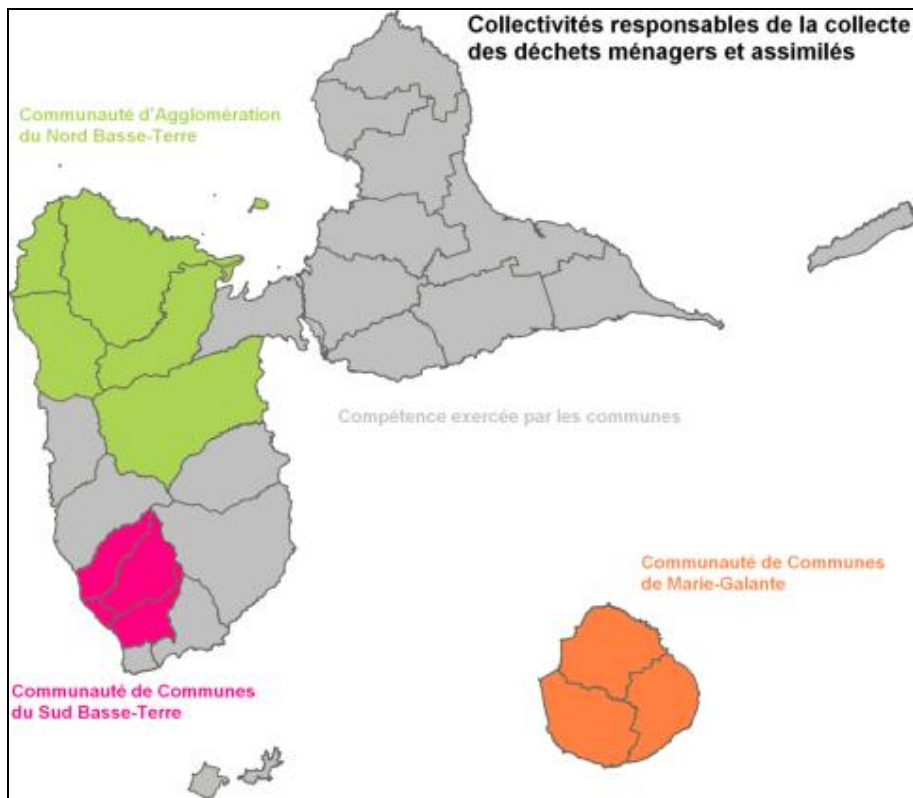 Collectivités responsables de la collecte
des déchets ménagers et assimilés
Communauté d'Agglomération
du Nord Basse-Terre
Compétence exercée par les communes
Communauté de Communes
de Marie-Galante
Communauté de Communes
du Sud Basse-Terre